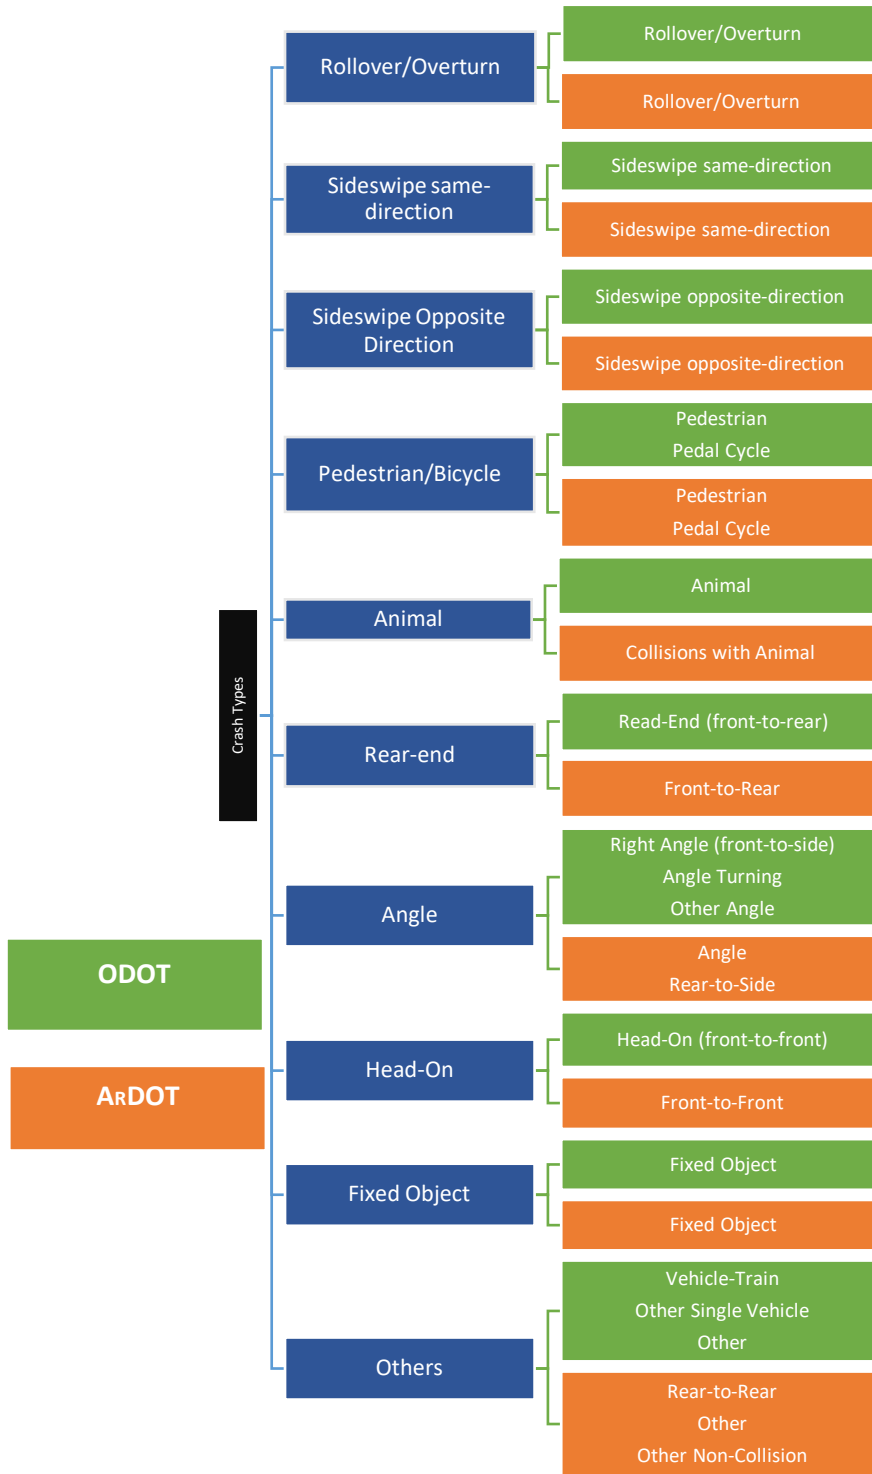 Rollover/Overturn
Rollover/Overturn
Rollover/Overturn
Sideswipe same-
direction
Sideswipe same-direction
Sideswipe same-direction
Sideswipe Opposite
Direction
Sideswipe opposite-direction
Sideswipe opposite-direction
Pedestrian/Bicycle
Pedestrian
Pedal Cycle
Pedestrian
Pedal Cycle
Animal
Animal
Collisions with Animal
Crash Types
Rear-end
Read-End (front-to-rear)
Front-to-Rear
Angle
Right Angle (front-to-side)
Angle Turning
Other Angle
Angle
Rear-to-Side
ODOT
ARDOT
Head-On
Head-On (front-to-front)
Front-to-Front
Fixed Object
Fixed Object
Fixed Object
Others
Vehicle-Train
Other Single Vehicle
Other
Rear-to-Rear
Other
Other Non-Collision